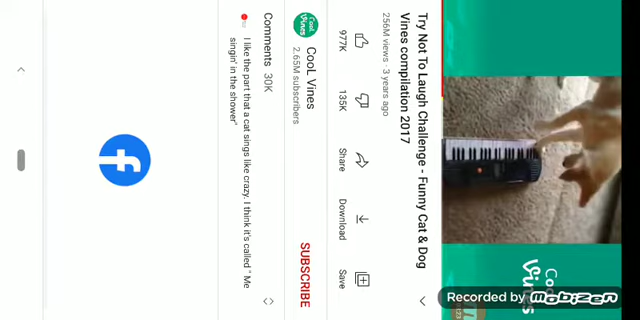 CooL
Vines
Recorded by mobizen
Try Not To Laugh Challenge - Funny Cat & Dog
Vines compilation 2017
256M views · 3 years ago
977K
135K
Share
Download
Save
CooL Vines
2.65M subscribers
SUBSCRIBE
Comments 30K
I like the part that a cat sings like crazy. I think it's called " Me
singin' in the shower"